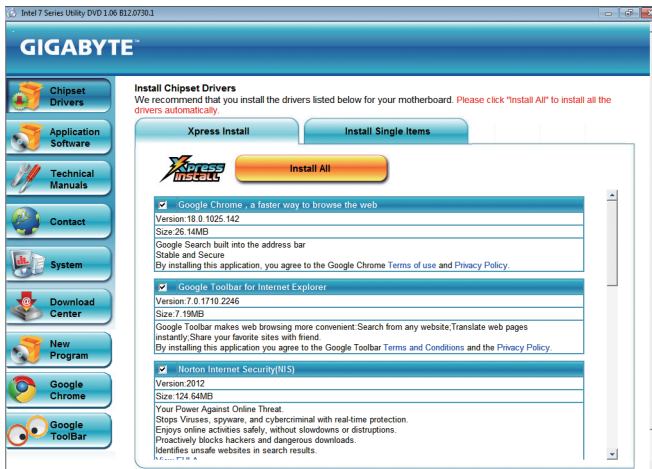 Intel 7 Series Utility DVD 1.06 B12.0730.1
GIGABYTE™
Chipset
Drivers
Application
Software
Technical
Manuals
Contact
System
Download
Center
New
Program
Google
Chrome
Google
ToolBar
Install Chipset Drivers
We recommend that you install the drivers listed below for your motherboard. Please click "Install All" to install all the
drivers automatically.
Xpress Install
Install Single Items
Xpress
Install
Install All
Google Chrome , a faster way to browse the web
Version:18.0.1025.142
Size:26.14MB
Google Search built into the address bar
Stable and Secure
By installing this application, you agree to the Google Chrome Terms of use and Privacy Policy.
Google Toolbar for Internet Explorer
Version:7.0.1710.2246
Size:7.19MB
Google Toolbar makes web browsing more convenient:Search from any website;Translate web pages
instantly;Share your favorite sites with friend.
By installing this application you agree to the Google Toolbar Terms and Conditions and the Privacy Policy.
Norton Internet Security(NIS)
Version:2012
Size:124.64MB
Your Power Against Online Threat.
Stops Viruses, spyware, and cybercriminal with real-time protection.
Enjoys online activities safely, without slowdowns or distruptions.
Proactively blocks hackers and dangerous downloads.
Identifies unsafe websites in search results.
View EULA